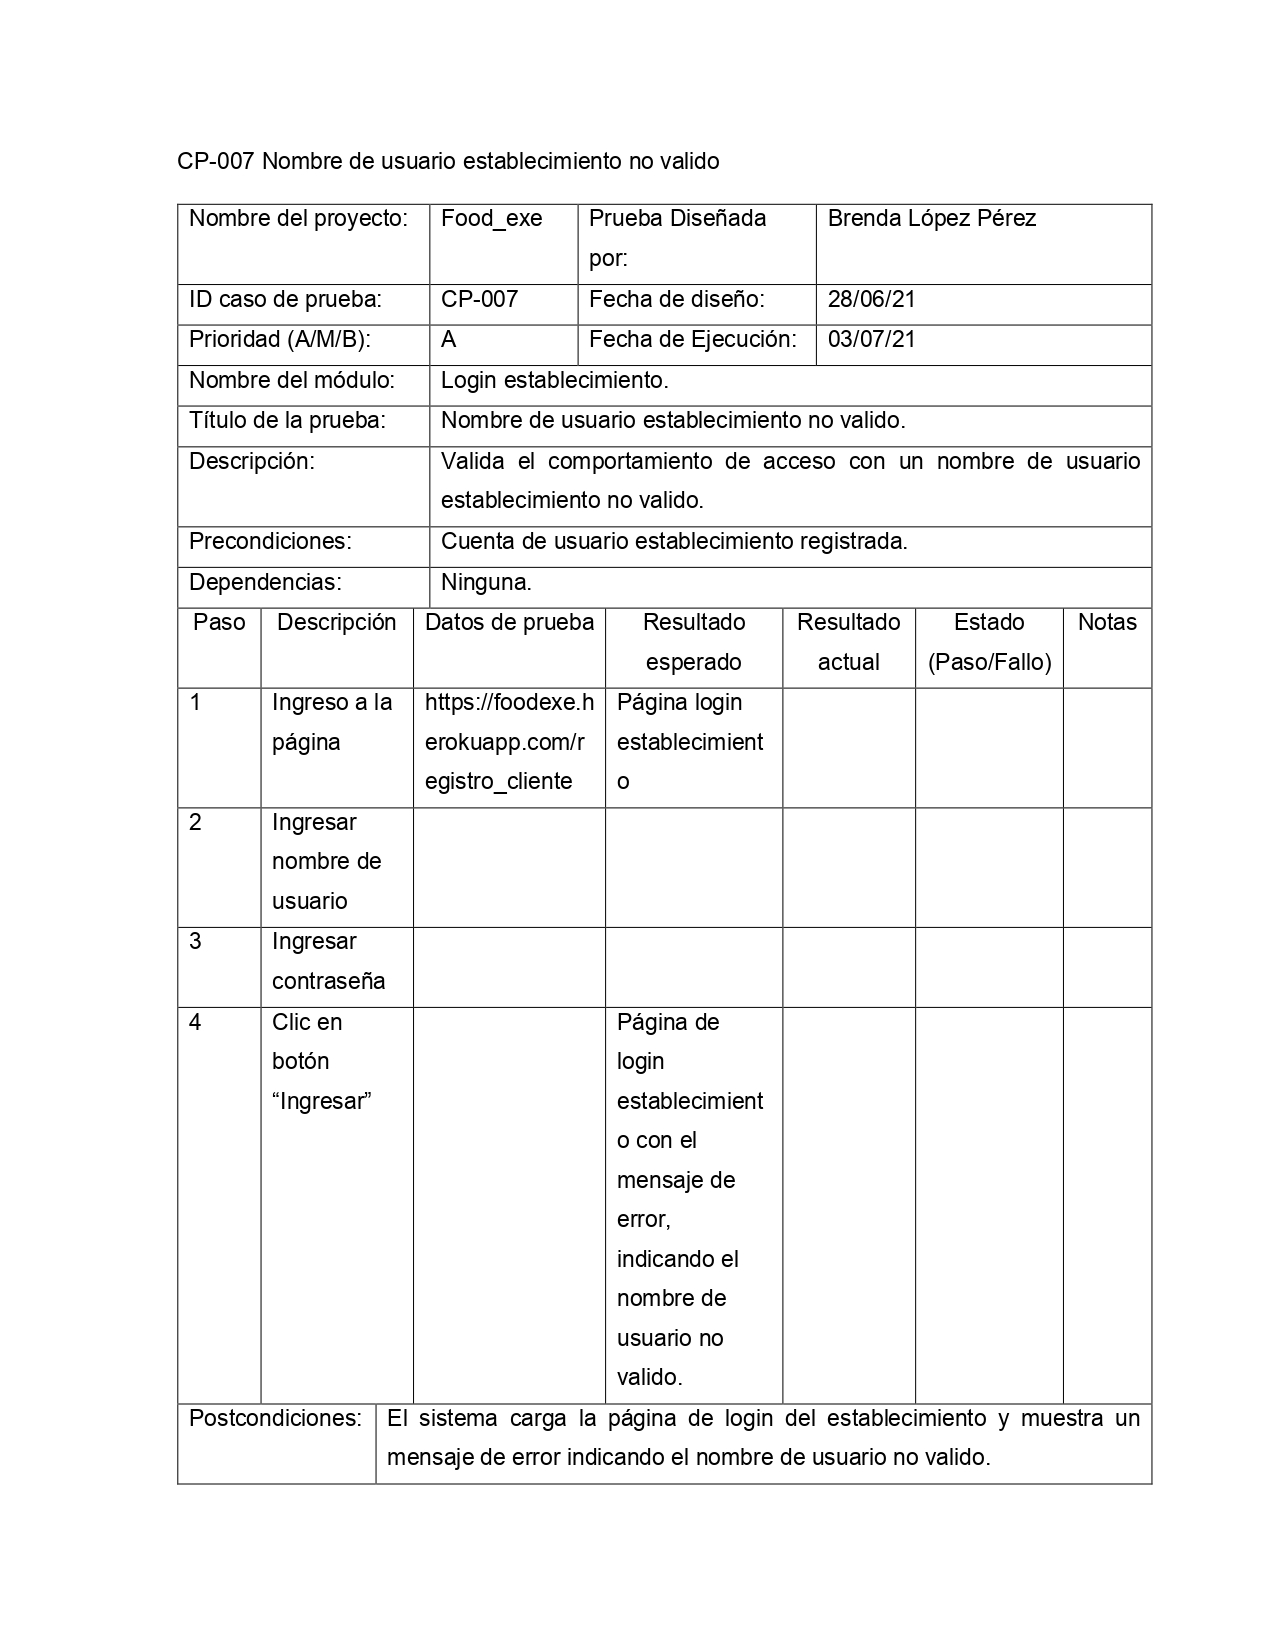 CP-007 Nombre de usuario establecimiento no valido
Nombre del proyecto: Food_exe Prueba Diseñada por: Brenda López Pérez
ID caso de prueba: CP-007 Fecha de diseño: 28/06/21
Prioridad (A/M/B): A Fecha de Ejecución: 03/07/21
Nombre del módulo: Login establecimiento.
Título de la prueba: Nombre de usuario establecimiento no valido.
Descripción: Valida el comportamiento de acceso con un nombre de usuario
establecimiento no valido.
Precondiciones: Cuenta de usuario establecimiento registrada.
Dependencias: Ninguna.
Paso Descripción Datos de prueba Resultado esperado Resultado actual Estado (Paso/Fallo) Notas
1
Ingreso a la
página
https://foodexe.h
erokuapp.com/r
egistro_cliente
Página login
establecimient
o
2
Ingresar
nombre de
usuario
3
Ingresar
contraseña
4
Clic en
botón
“Ingresar”
Página de
login
establecimient
o con el
mensaje de
error,
indicando el
nombre de
usuario no
valido.
Postcondiciones: El sistema carga la página de login del establecimiento y muestra un
mensaje de error indicando el nombre de usuario no valido.